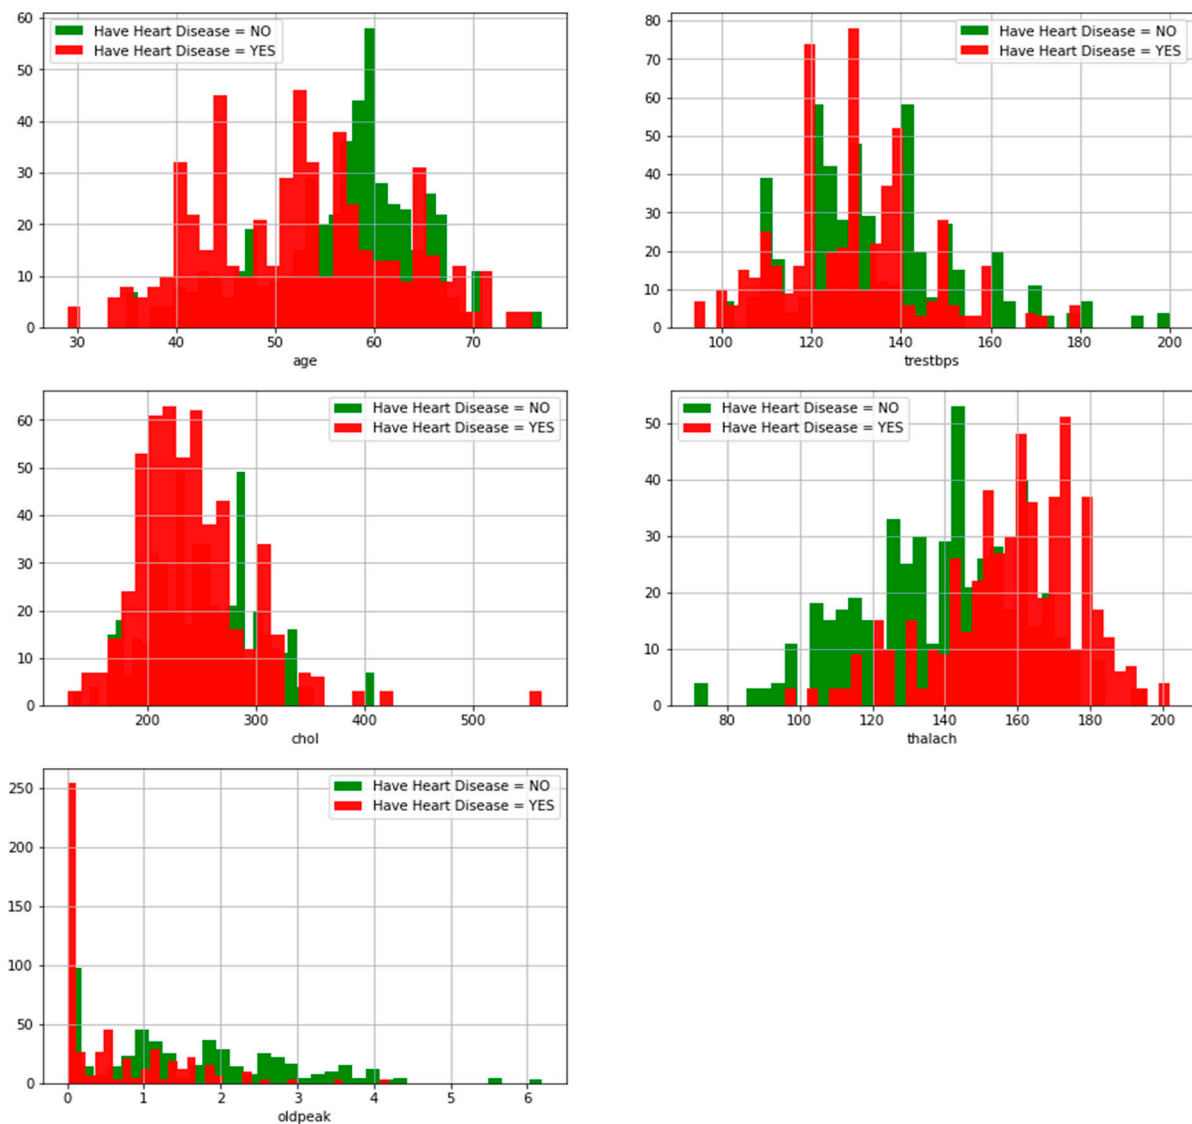 Have Heart Disease = NO
Have Heart Disease = YES
60
50
40
30
20
10
0
30 40 50 60 70
age
Have Heart Disease = NO
Have Heart Disease = YES
80
70
60
50
40
30
20
10
0
100 120 140 160 180 200
trestbps
Have Heart Disease = NO
Have Heart Disease = YES
60
50
40
30
20
10
0
200 300 400 500
chol
Have Heart Disease = NO
Have Heart Disease = YES
50
40
30
20
10
0
80 100 120 140 160 180 200
thalach
Have Heart Disease = NO
Have Heart Disease = YES
250
200
150
100
50
0
0 1 2 3 4 5 6
oldpeak